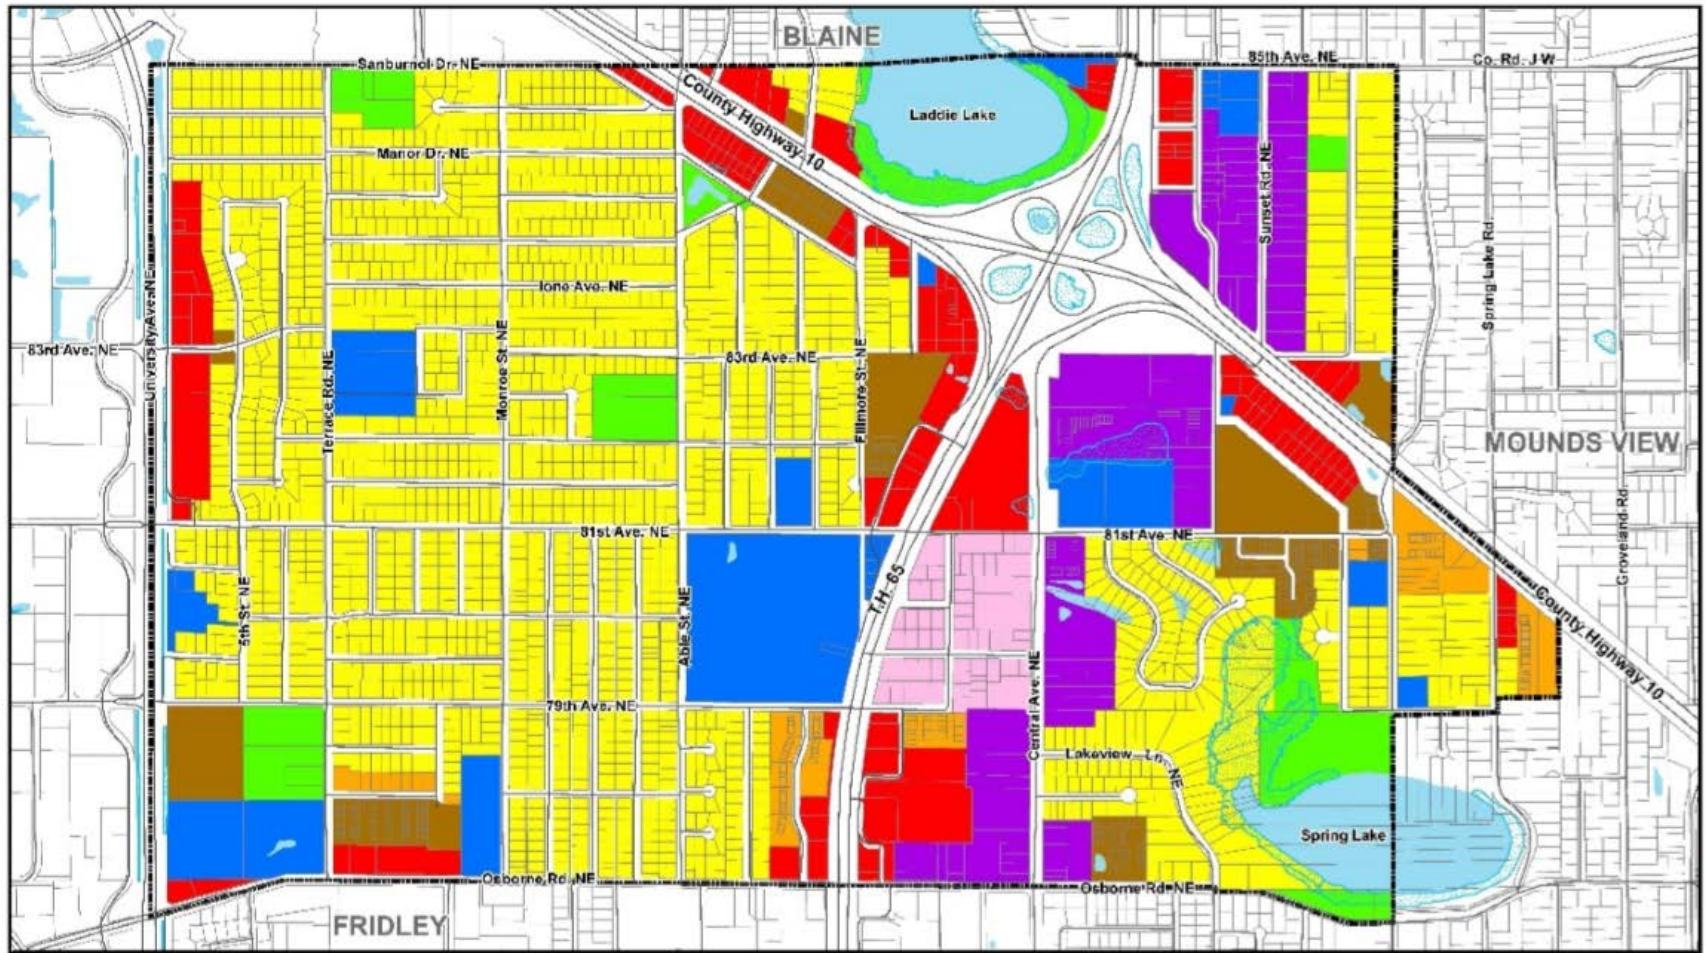 BLAINE
Sanburnol Dr. NE
85th Ave. NE
Co. Rd. J W
County Highway 10
Laddie Lake
Manor Dr. NE
Sunset Rd. NE
Spring Lake Rd.
University Ave NE
Ione Ave. NE
83rd Ave. NE
Terrace Rd. NE
Monroe St. NE
83rd Ave. NE
Fillmore St. NE
MOUNDS VIEW
Groveland Rd.
81st Ave. NE
81st Ave. NE
5th St. NE
Able St. NE
T.H. 65
County Highway 10
79th Ave. NE
Central Ave. NE
Lakeview Ln. NE
Spring Lake
Osborne Rd. NE
Osborne Rd. NE
FRIDLEY